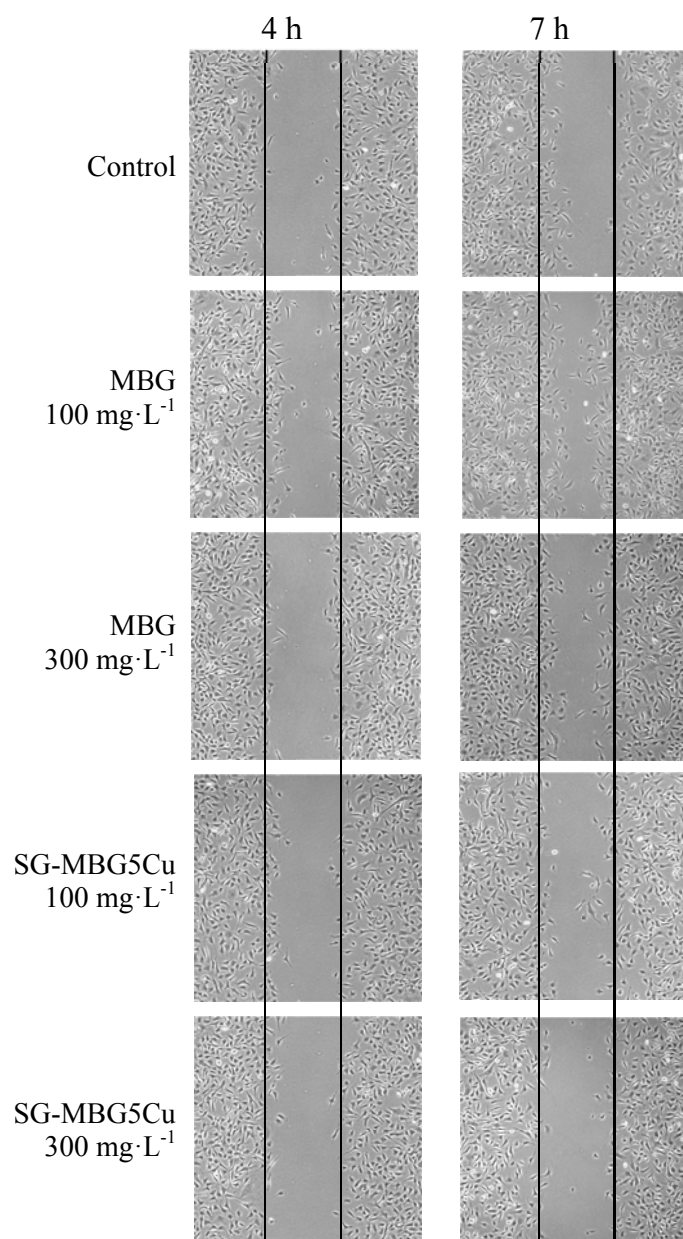 4 h 7 h
Control
MBG
100 mg·L⁻¹
MBG
300 mg·L⁻¹
SG-MBG5Cu
100 mg·L⁻¹
SG-MBG5Cu
300 mg·L⁻¹